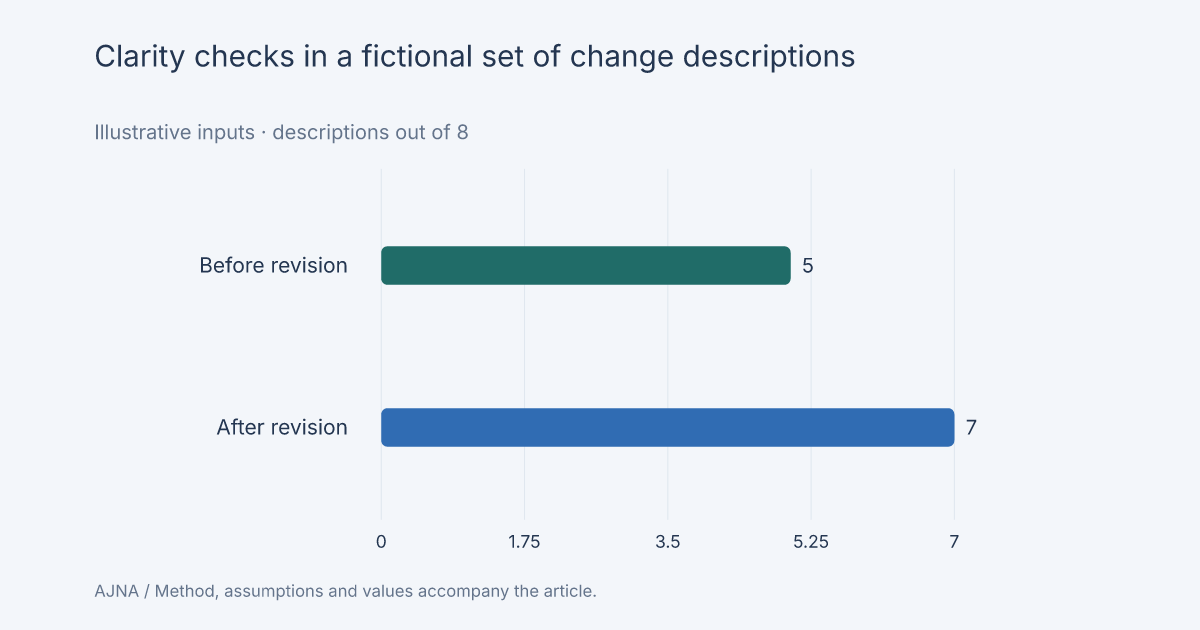 Clarity checks in a fictional set of change descriptions
Illustrative inputs · descriptions out of 8
Before revision 5
After revision 7
0 1.75 3.5 5.25 7
AJNA / Method, assumptions and values accompany the article.